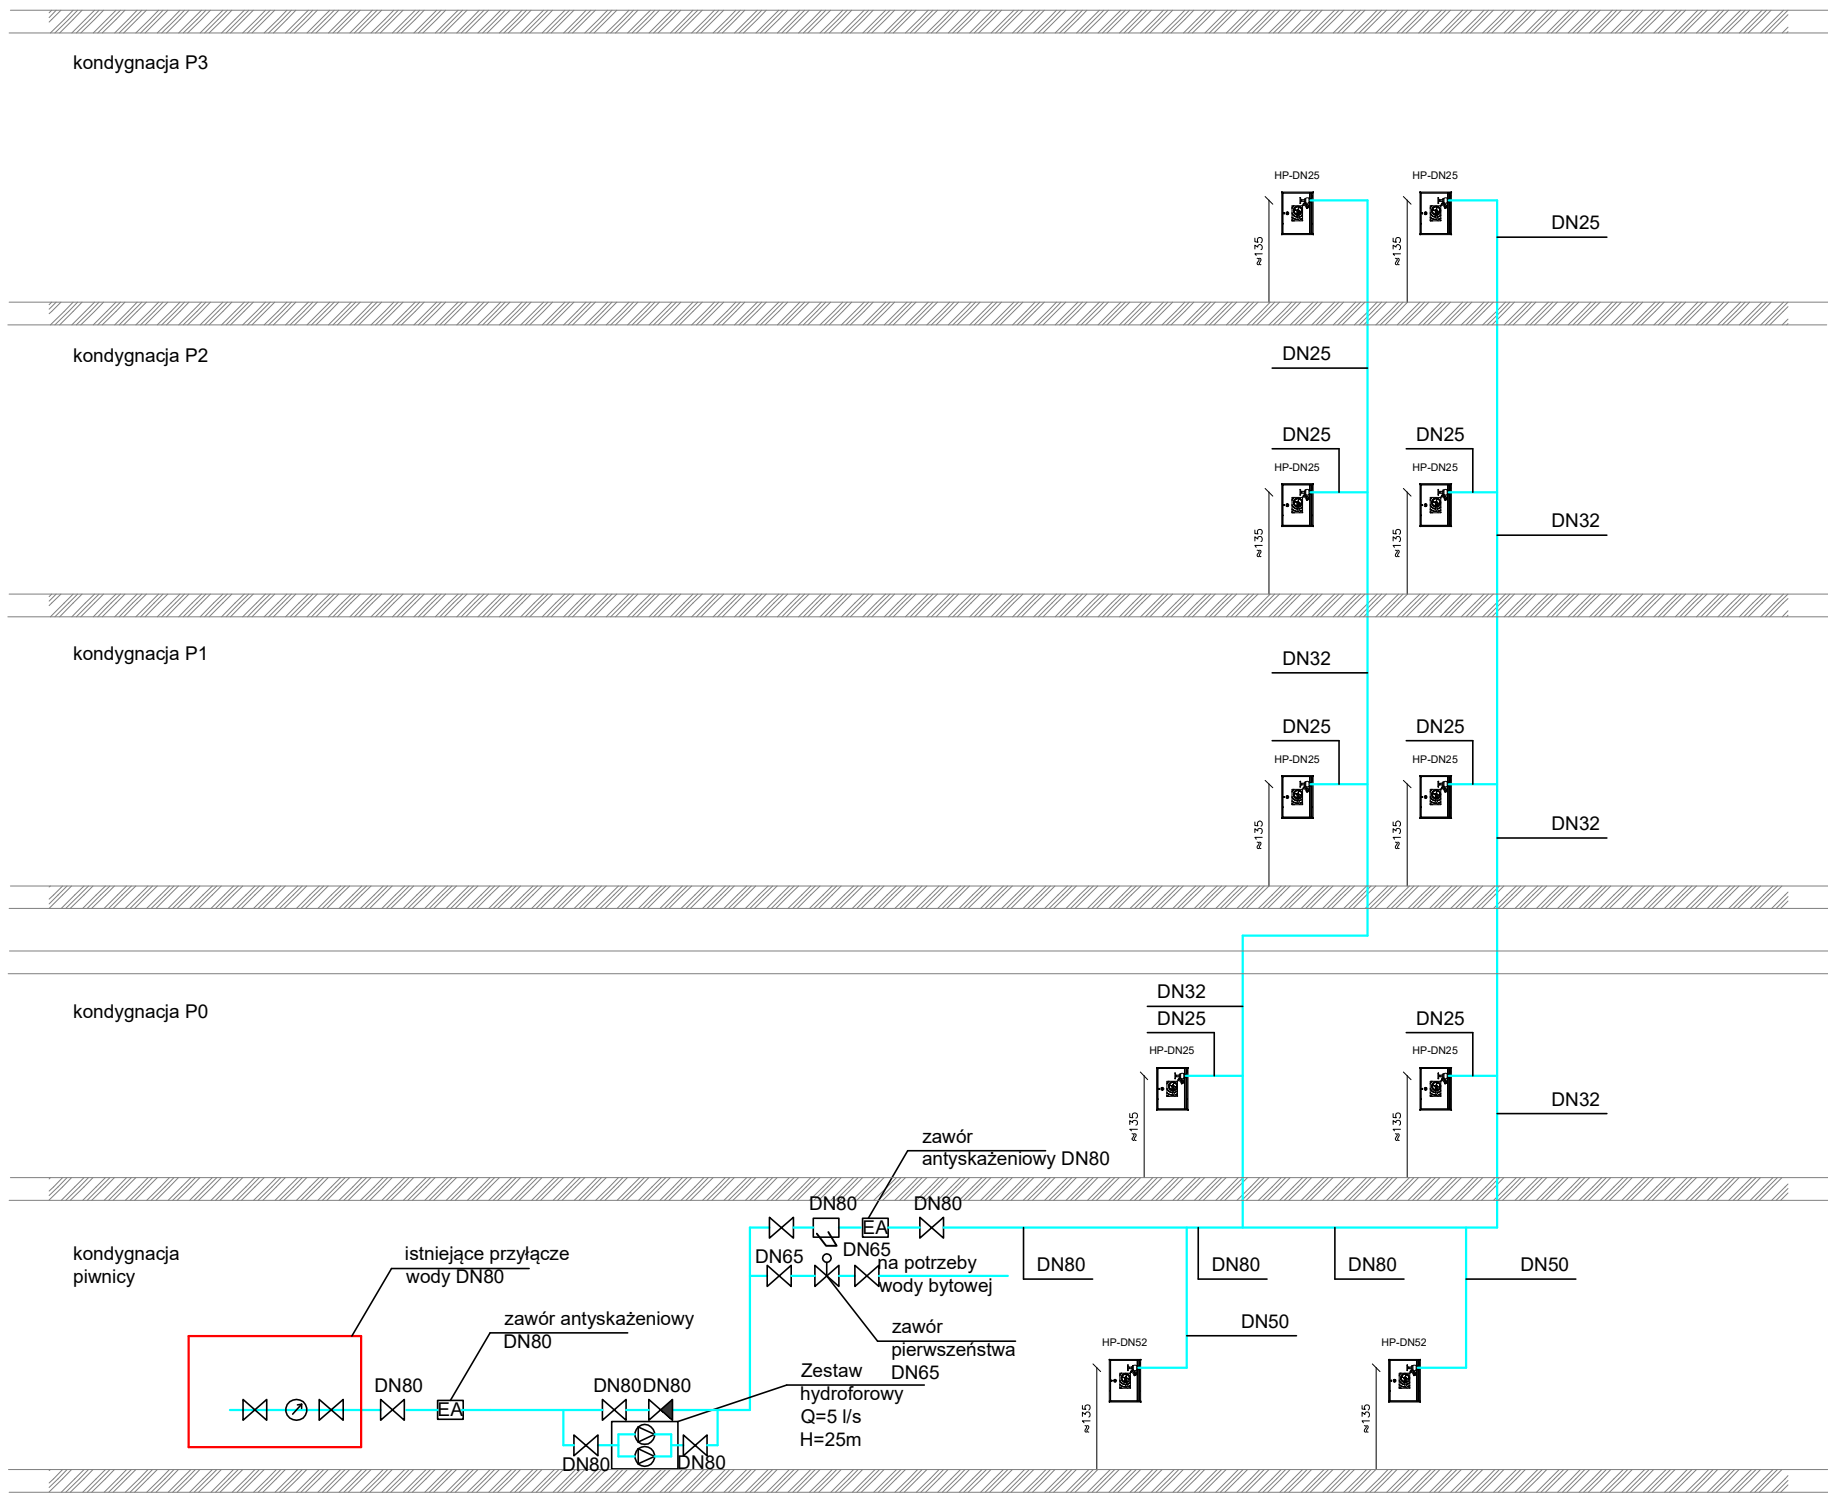 kondygnacja P3
HP-DN25
HP-DN25
≈135
≈135
DN25
kondygnacja P2
DN25
DN25
DN25
HP-DN25
HP-DN25
≈135
≈135
DN32
kondygnacja P1
DN32
DN25
DN25
HP-DN25
HP-DN25
≈135
≈135
DN32
kondygnacja P0
DN32
DN25
DN25
HP-DN25
HP-DN25
≈135
≈135
DN32
zawór
antyskażeniowy DN80
DN80
DN80
EA
kondygnacja
piwnicy
istniejące przyłącze
wody DN80
DN65
DN65
na potrzeby
wody bytowej
DN80
DN80
DN80
DN50
zawór antyskażeniowy
DN80
zawór
pierwszeństwa
DN65
DN50
HP-DN52
HP-DN52
≈135
≈135
Zestaw
hydroforowy
Q=5 l/s
H=25m
DN80
EA
DN80
DN80
DN80
DN80